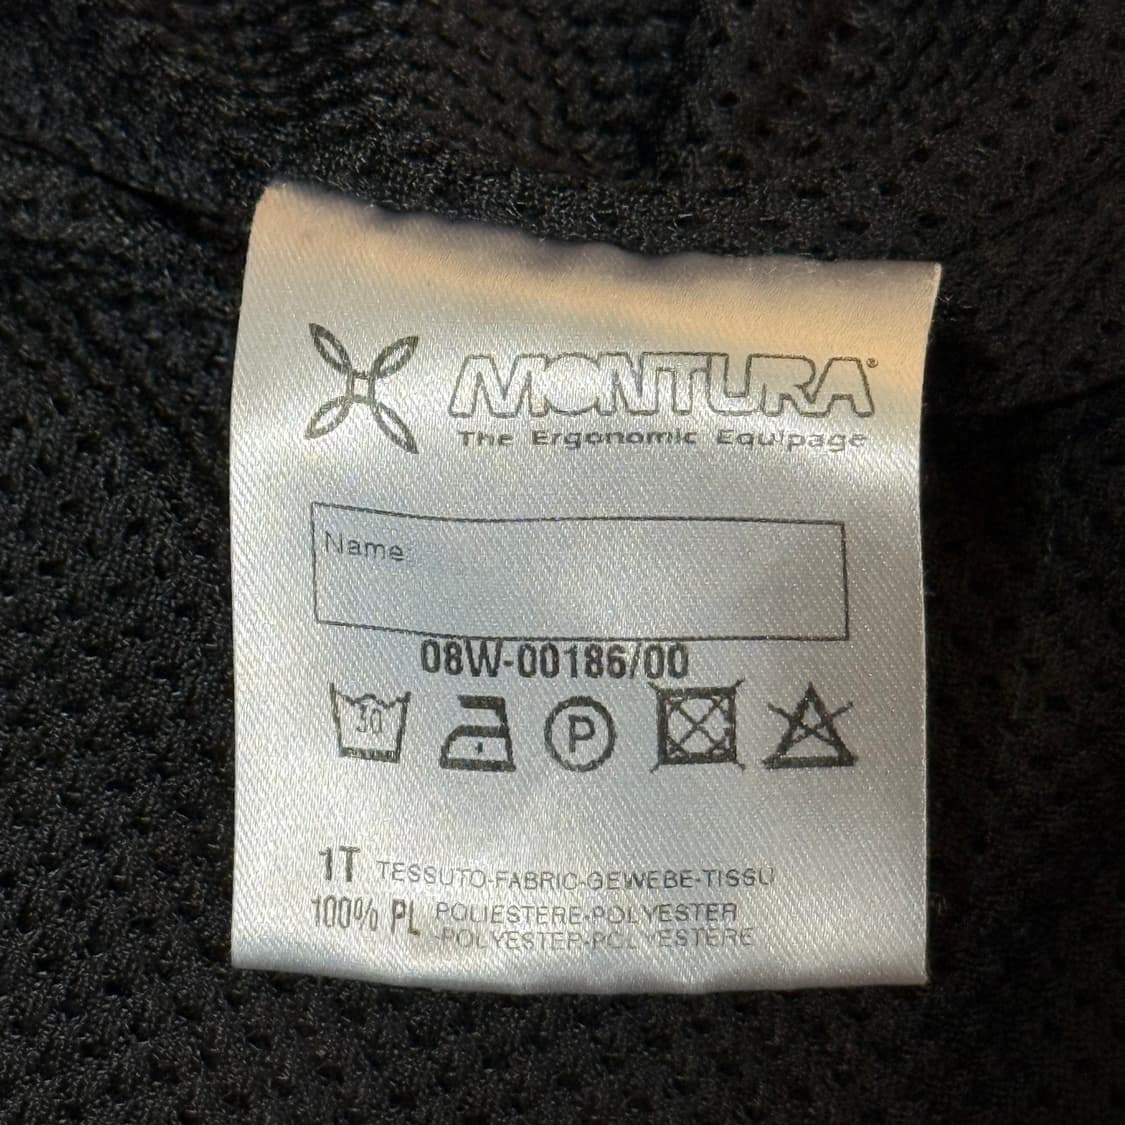 MONTURA®
The Ergonomic Equipage
Name:
08W-00186/00
30
P
1T TESSUTO-FABRIC-GEWEBE-TISSU
100% PL POLIESTERE-POLYESTER
-POLYESTER-POLYESTERE